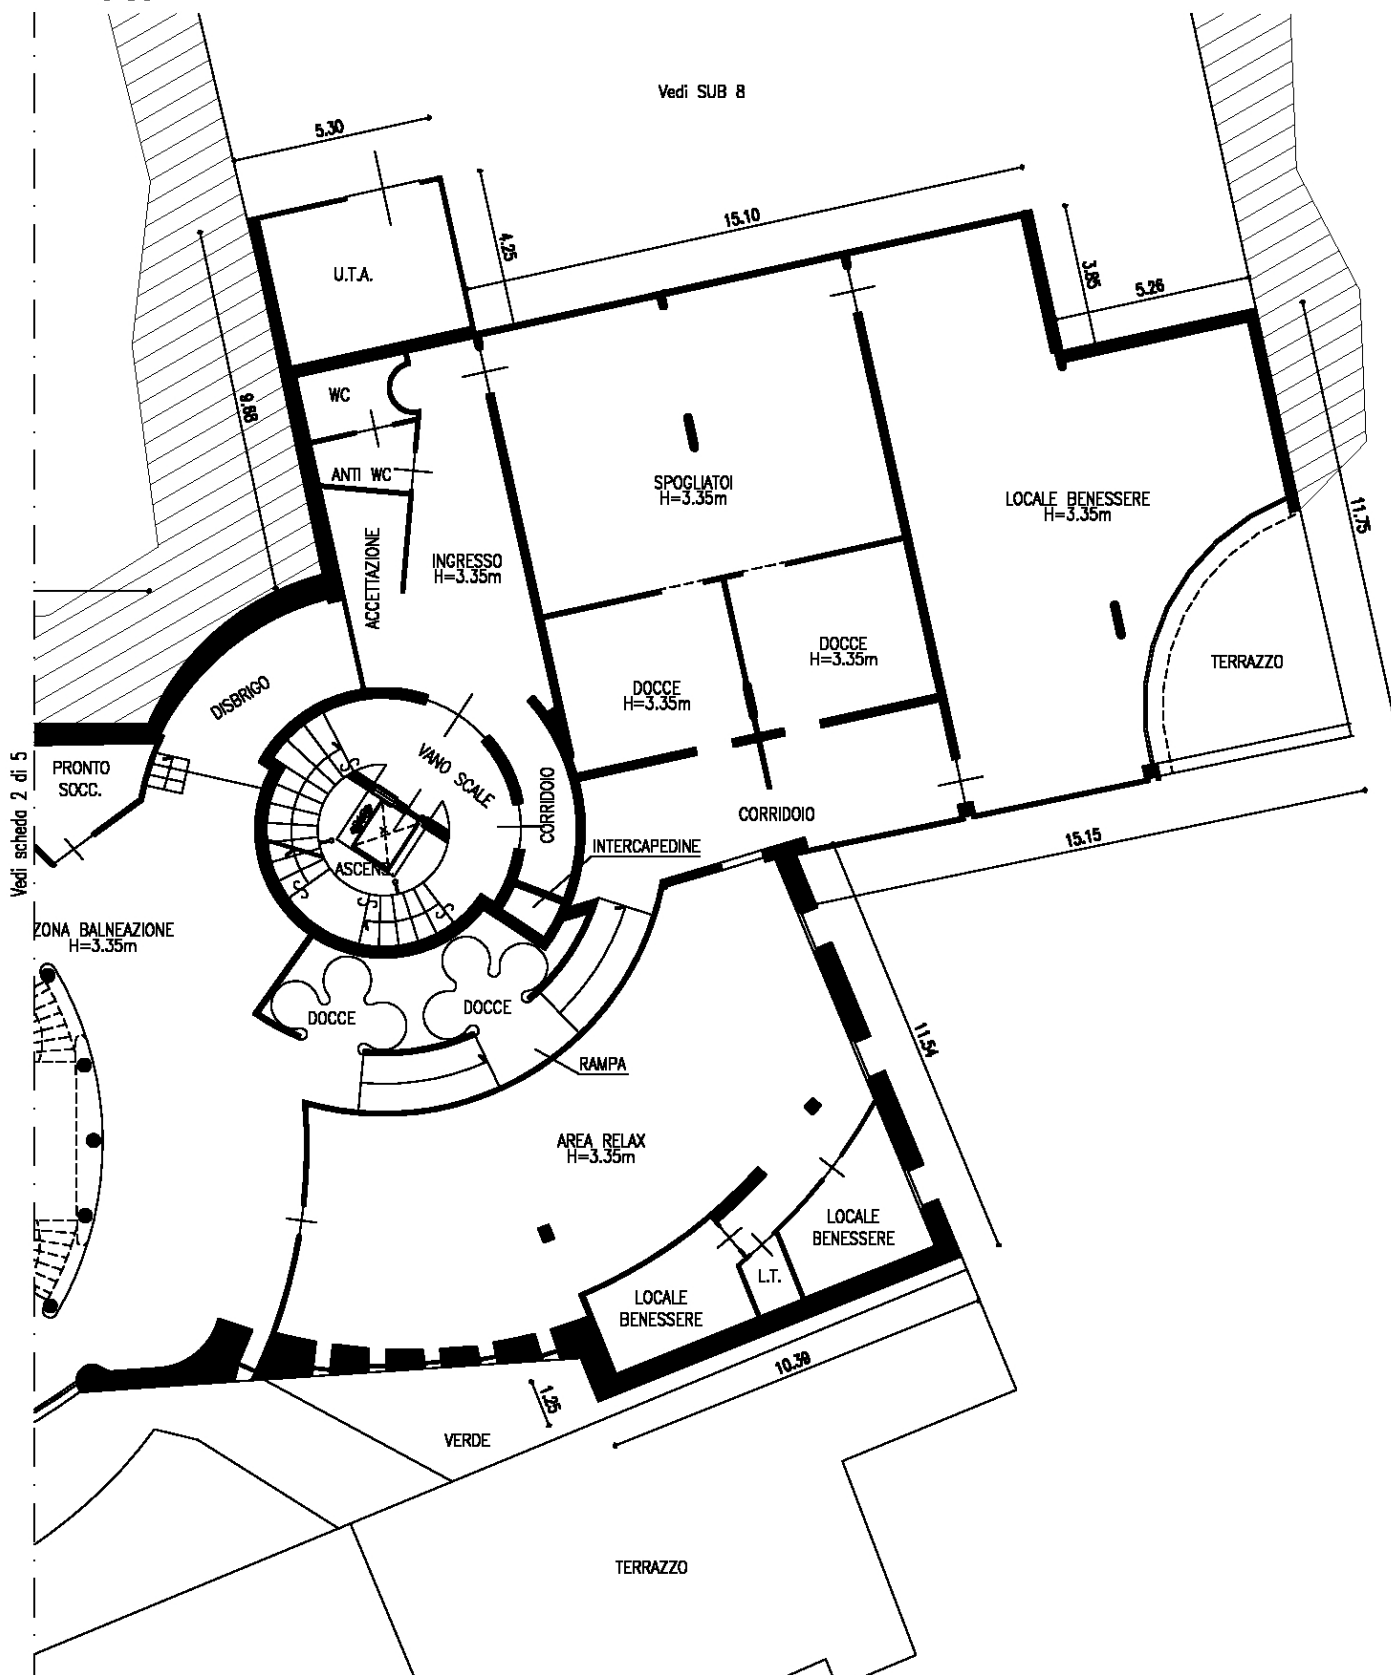 Vedi SUB 8
5.30
15.10
4.25
3.85
5.26
U.T.A.
9.68
WC
ANTI WC
SPOGLIATOI
H=3.35m
LOCALE BENESSERE
H=3.35m
11.75
ACCETTAZIONE
INGRESSO
H=3.35m
DOCCE
H=3.35m
DOCCE
H=3.35m
TERRAZZO
DISBRIGO
VANO SCALE
CORRIDOIO
PRONTO
SOCC.
Vedi scheda 2 di 5
CORRIDOIO
15.15
INTERCAPEDINE
ASCENS.
ZONA BALNEAZIONE
H=3.35m
DOCCE
DOCCE
11.54
RAMPA
AREA RELAX
H=3.35m
LOCALE
BENESSERE
L.T.
LOCALE
BENESSERE
10.39
1.25
VERDE
TERRAZZO